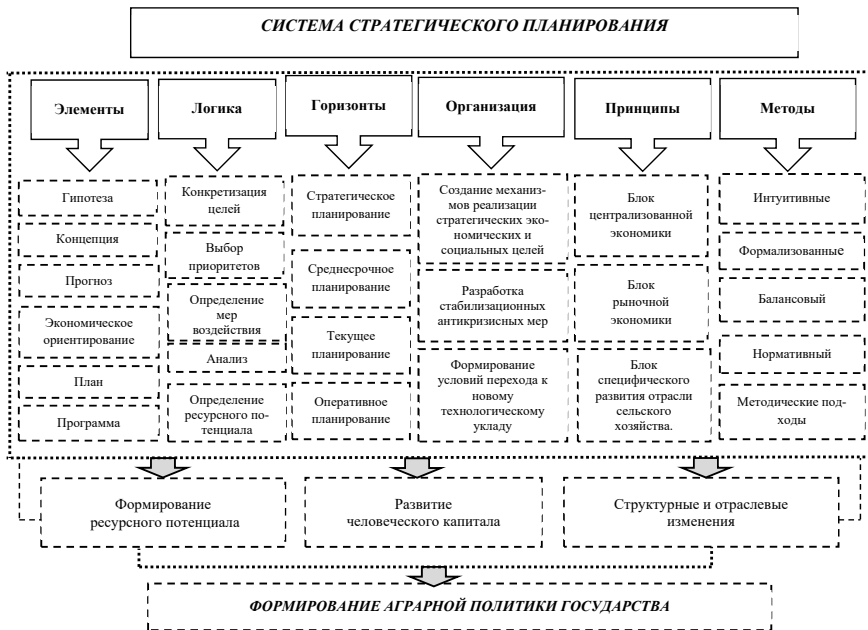 СИСТЕМА СТРАТЕГИЧЕСКОГО ПЛАНИРОВАНИЯ
Элементы
Логика
Горизонты
Организация
Принципы
Методы
Гипотеза
Концепция
Прогноз
Экономическое
ориентирование
План
Программа
Конкретизация
целей
Выбор
приоритетов
Определение
мер
воздействия
Анализ
Определение
ресурсного по-
тенциала
Стратегическое
планирование
Среднесрочное
планирование
Текущее
планирование
Оперативное
планирование
Создание механиз-
мов реализации
стратегических эко-
номических и
социальных целей
Разработка
стабилизационных
антикризисных мер
Формирование
условий перехода к
новому
технологическому
укладу
Блок
централизованной
экономики
Блок
рыночной
экономики
Блок
специфического
развития отрасли
сельского
хозяйства.
Интуитивные
Формализованные
Балансовый
Нормативный
Методические под-
ходы
Формирование
ресурсного потенциала
Развитие
человеческого капитала
Структурные и отраслевые
изменения
ФОРМИРОВАНИЕ АГРАРНОЙ ПОЛИТИКИ ГОСУДАРСТВА